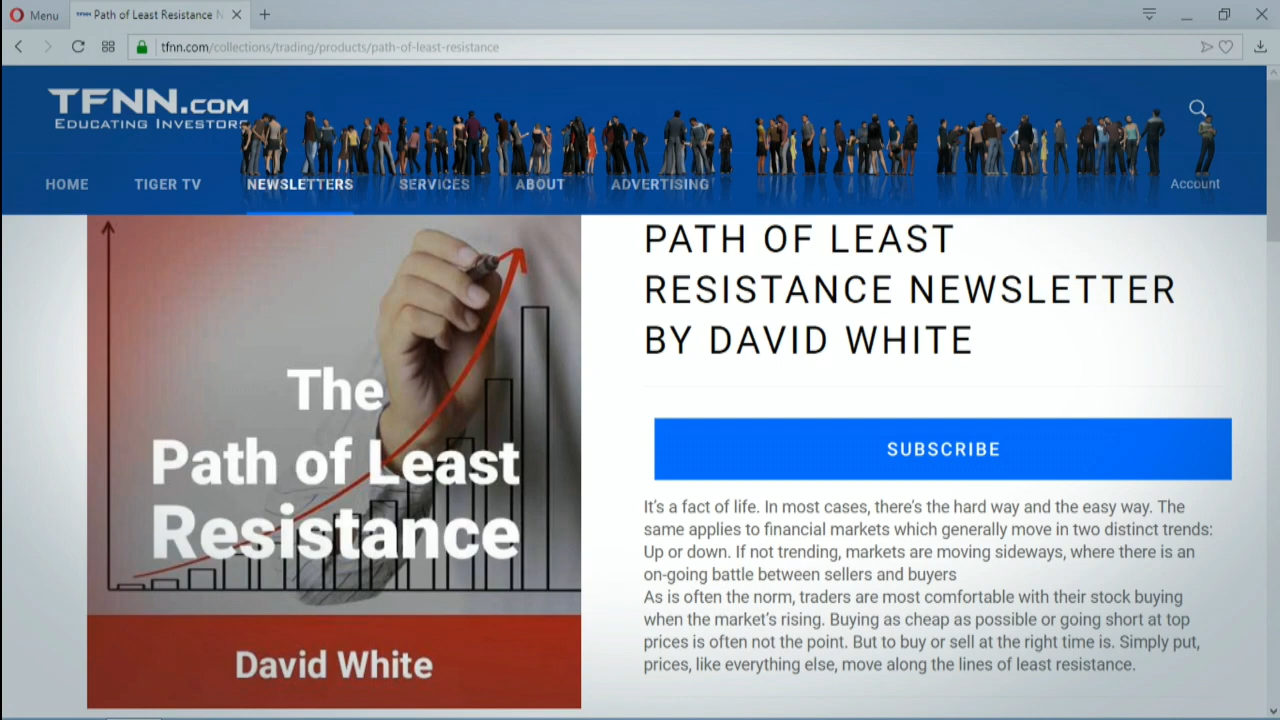 Menu
Path of Least Resistance N
tfnn.com/collections/trading/products/path-of-least-resistance
TFNN.COM
EDUCATING INVESTORS
HOME
TIGER TV
NEWSLETTERS
SERVICES
ABOUT
ADVERTISING
Account
The
Path of Least
Resistance
David White
PATH OF LEAST
RESISTANCE NEWSLETTER
BY DAVID WHITE
SUBSCRIBE
It's a fact of life. In most cases, there's the hard way and the easy way. The
same applies to financial markets which generally move in two distinct trends:
Up or down. If not trending, markets are moving sideways, where there is an
on-going battle between sellers and buyers
As is often the norm, traders are most comfortable with their stock buying
when the market's rising. Buying as cheap as possible or going short at top
prices is often not the point. But to buy or sell at the right time is. Simply put,
prices, like everything else, move along the lines of least resistance.